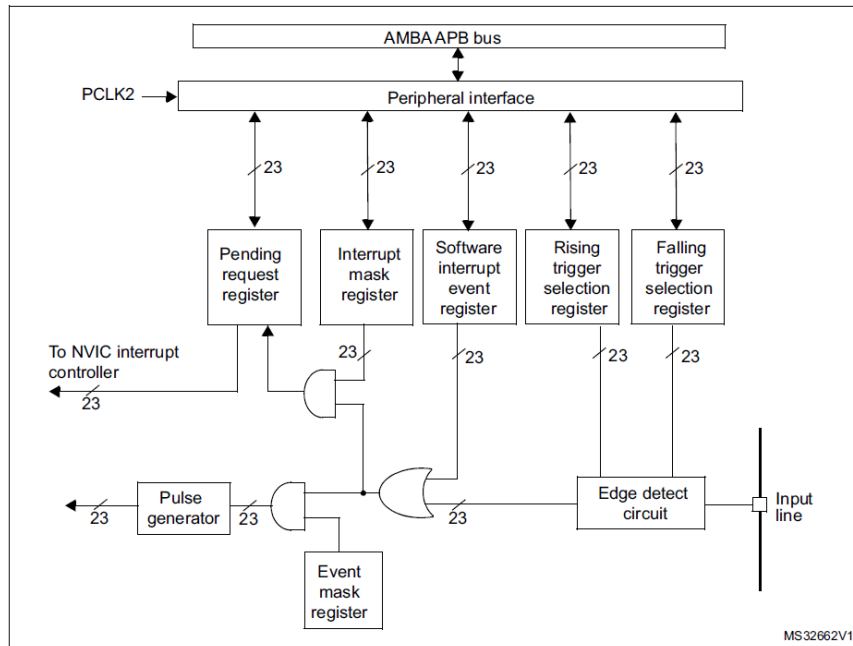 AMBA APB bus
PCLK2
Peripheral interface
23
23
23
23
23
Pending
request
register
Interrupt
mask
register
Software
interrupt
event
register
Rising
trigger
selection
register
Falling
trigger
selection
register
To NVIC interrupt
controller
23
23
23
23
23
Pulse
generator
23
23
23
Edge detect
circuit
Input
line
Event
mask
register
MS32662V1